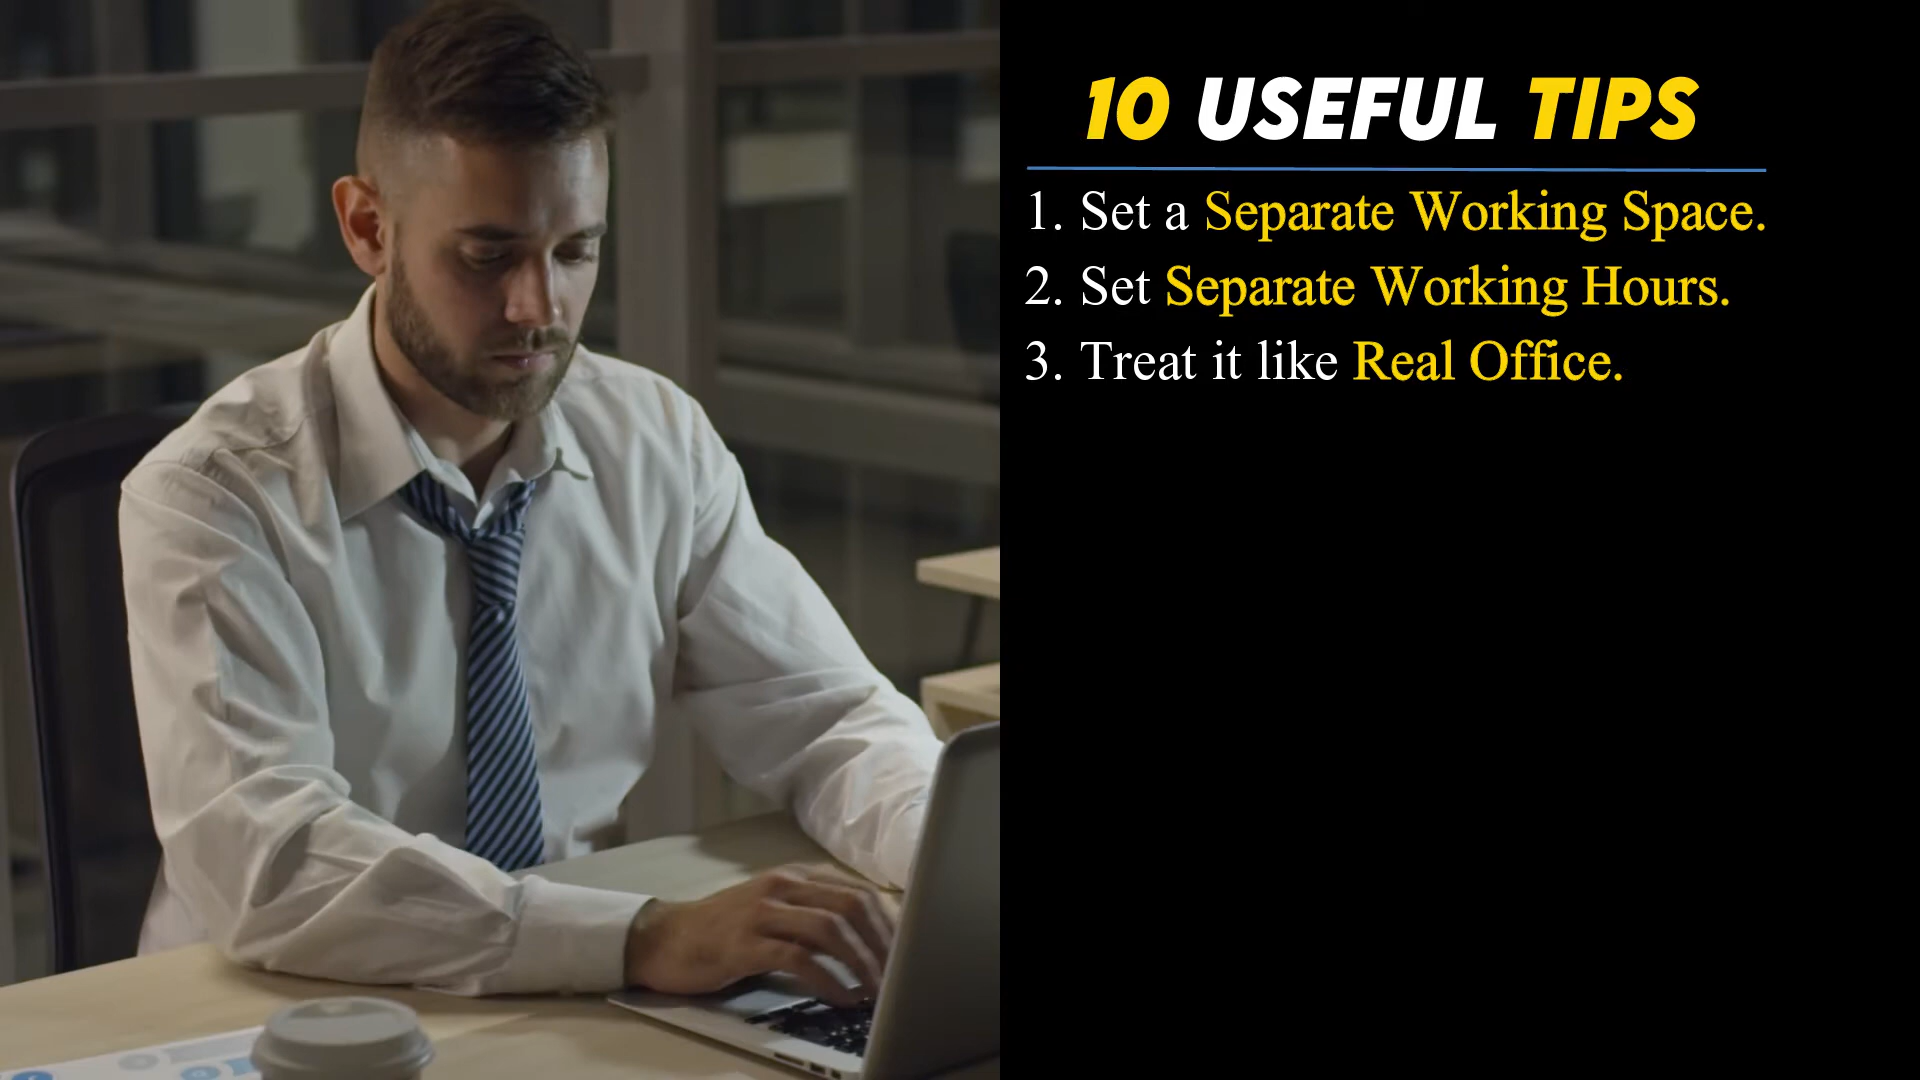 10 USEFUL TIPS
1. Set a Separate Working Space.
2. Set Separate Working Hours.
3. Treat it like Real Office.